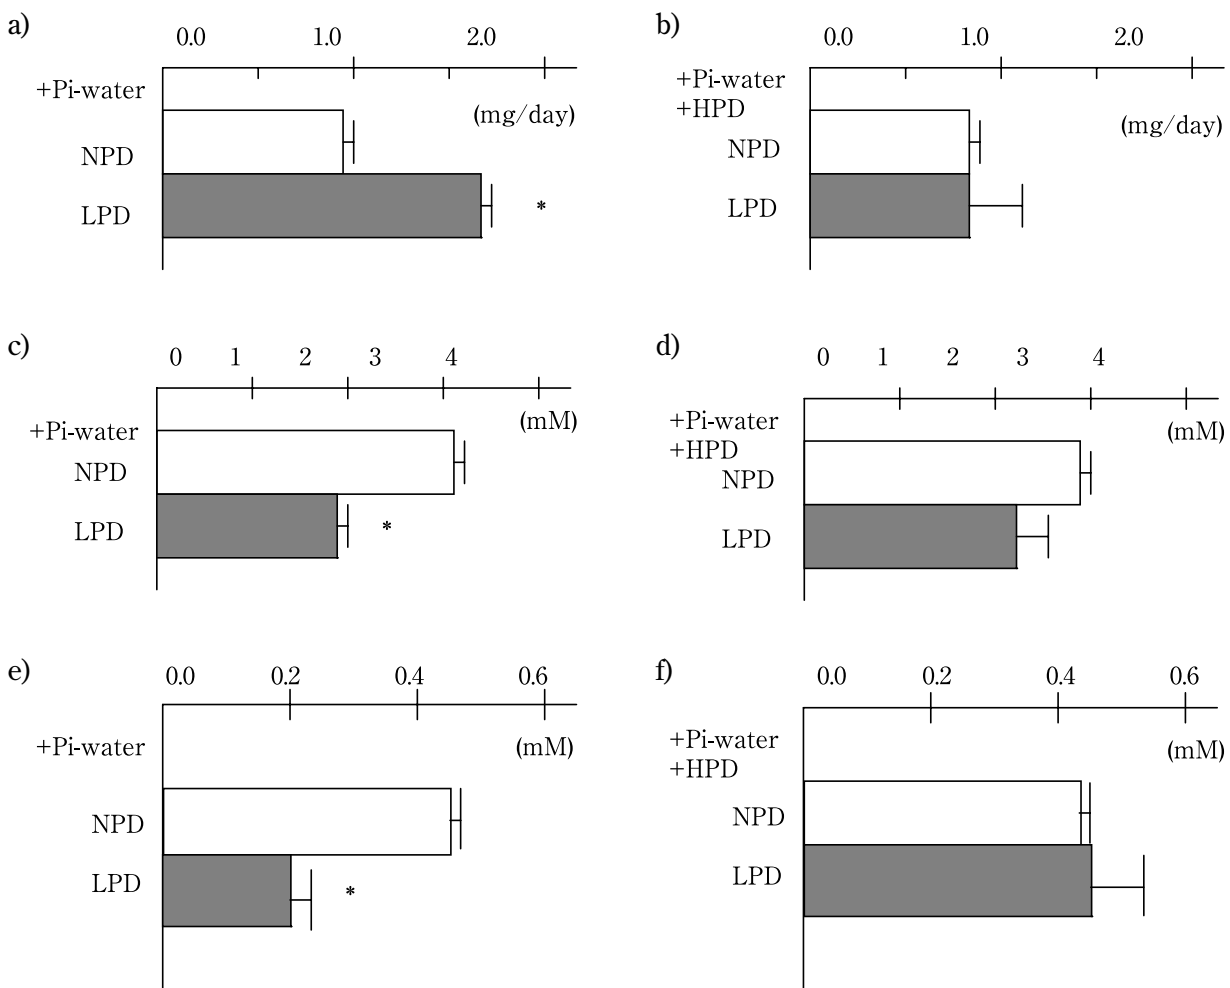 a)
0.0 1.0 2.0
+Pi-water
(mg/day)
NPD
LPD
*
b)
0.0 1.0 2.0
+Pi-water
+HPD
(mg/day)
NPD
LPD
c)
0 1 2 3 4
(mM)
+Pi-water
NPD
LPD
*
d)
0 1 2 3 4
+Pi-water
(mM)
+HPD
NPD
LPD
e)
0.0 0.2 0.4 0.6
+Pi-water
(mM)
NPD
LPD
*
f)
0.0 0.2 0.4 0.6
+Pi-water
(mM)
+HPD
NPD
LPD